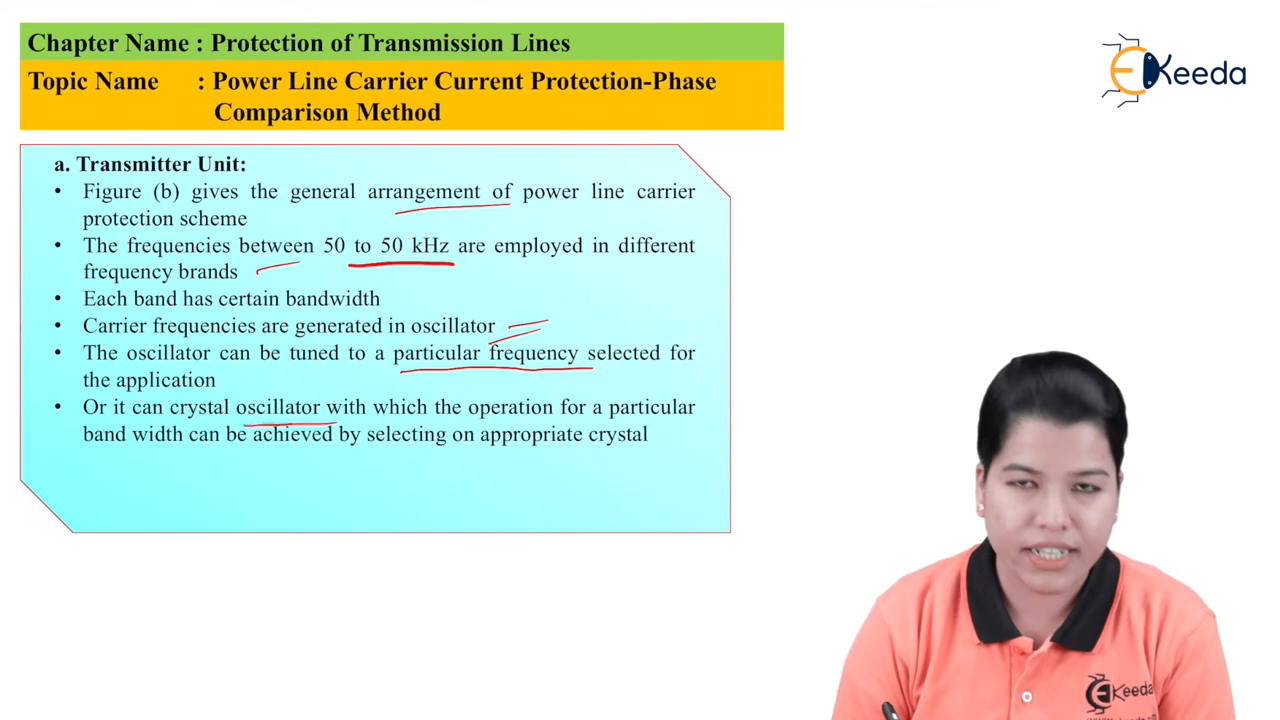 Chapter Name : Protection of Transmission Lines
Topic Name : Power Line Carrier Current Protection-Phase
Comparison Method
Keeda
a. Transmitter Unit:
• Figure (b) gives the general arrangement of power line carrier
protection scheme
• The frequencies between 50 to 50 kHz are employed in different
frequency brands
• Each band has certain bandwidth
• Carrier frequencies are generated in oscillator
• The oscillator can be tuned to a particular frequency selected for
the application
• Or it can crystal oscillator with which the operation for a particular
band width can be achieved by selecting on appropriate crystal
Keeda